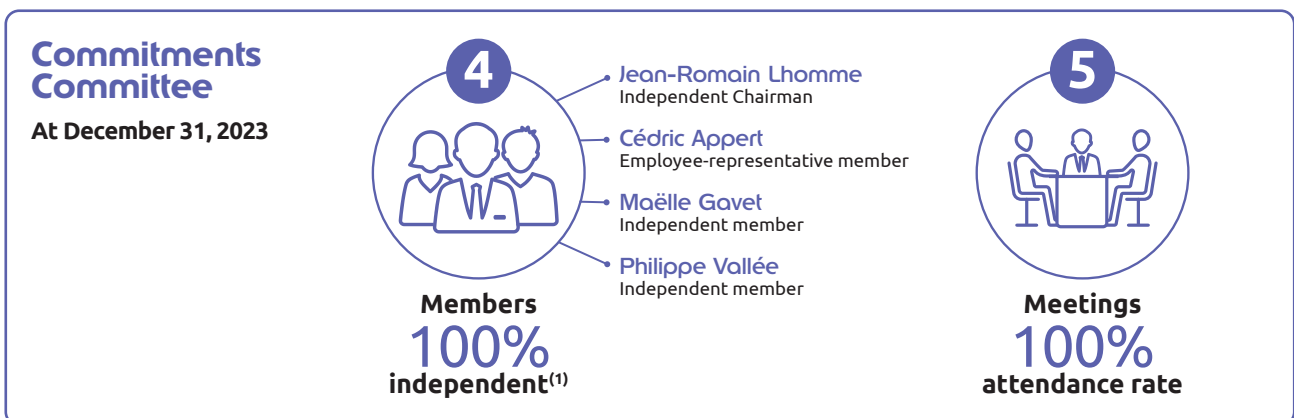 Commitments
Committee
At December 31, 2023
4
Jean-Romain Lhomme
Independent Chairman
Cédric Appert
Employee-representative member
Maëlle Gavet
Independent member
Philippe Vallée
Independent member
Members
100%
independent(1)
5
Meetings
100%
attendance rate